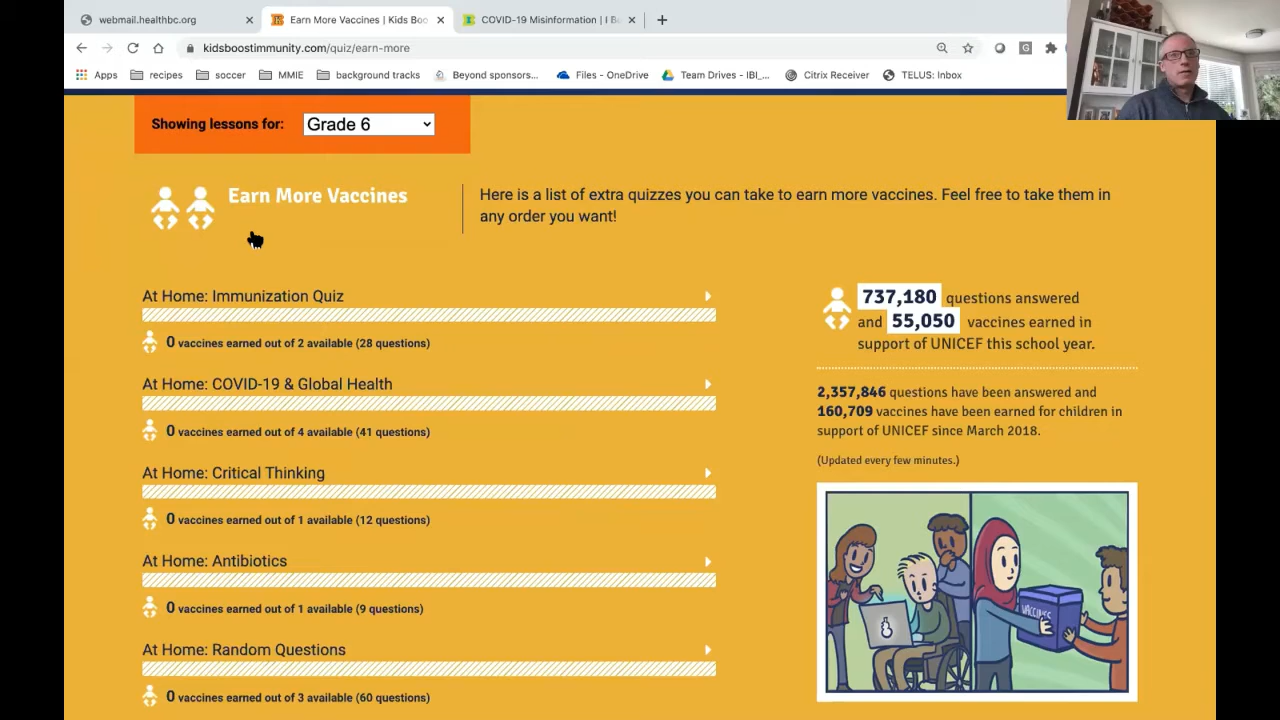 webmail.healthbc.org
Earn More Vaccines | Kids Boo
COVID-19 Misinformation | I B
kidsboostimmunity.com/quiz/earn-more
Apps recipes soccer MMIE background tracks Beyond sponsors... Files - OneDrive Team Drives - IBI_... Citrix Receiver TELUS: Inbox
Showing lessons for: Grade 6
Earn More Vaccines
Here is a list of extra quizzes you can take to earn more vaccines. Feel free to take them in
any order you want!
At Home: Immunization Quiz
0 vaccines earned out of 2 available (28 questions)
At Home: COVID-19 & Global Health
0 vaccines earned out of 4 available (41 questions)
At Home: Critical Thinking
0 vaccines earned out of 1 available (12 questions)
At Home: Antibiotics
0 vaccines earned out of 1 available (9 questions)
At Home: Random Questions
0 vaccines earned out of 3 available (60 questions)
737,180 questions answered
and 55,050 vaccines earned in
support of UNICEF this school year.
2,357,846 questions have been answered and
160,709 vaccines have been earned for children in
support of UNICEF since March 2018.
(Updated every few minutes.)
VACCINES